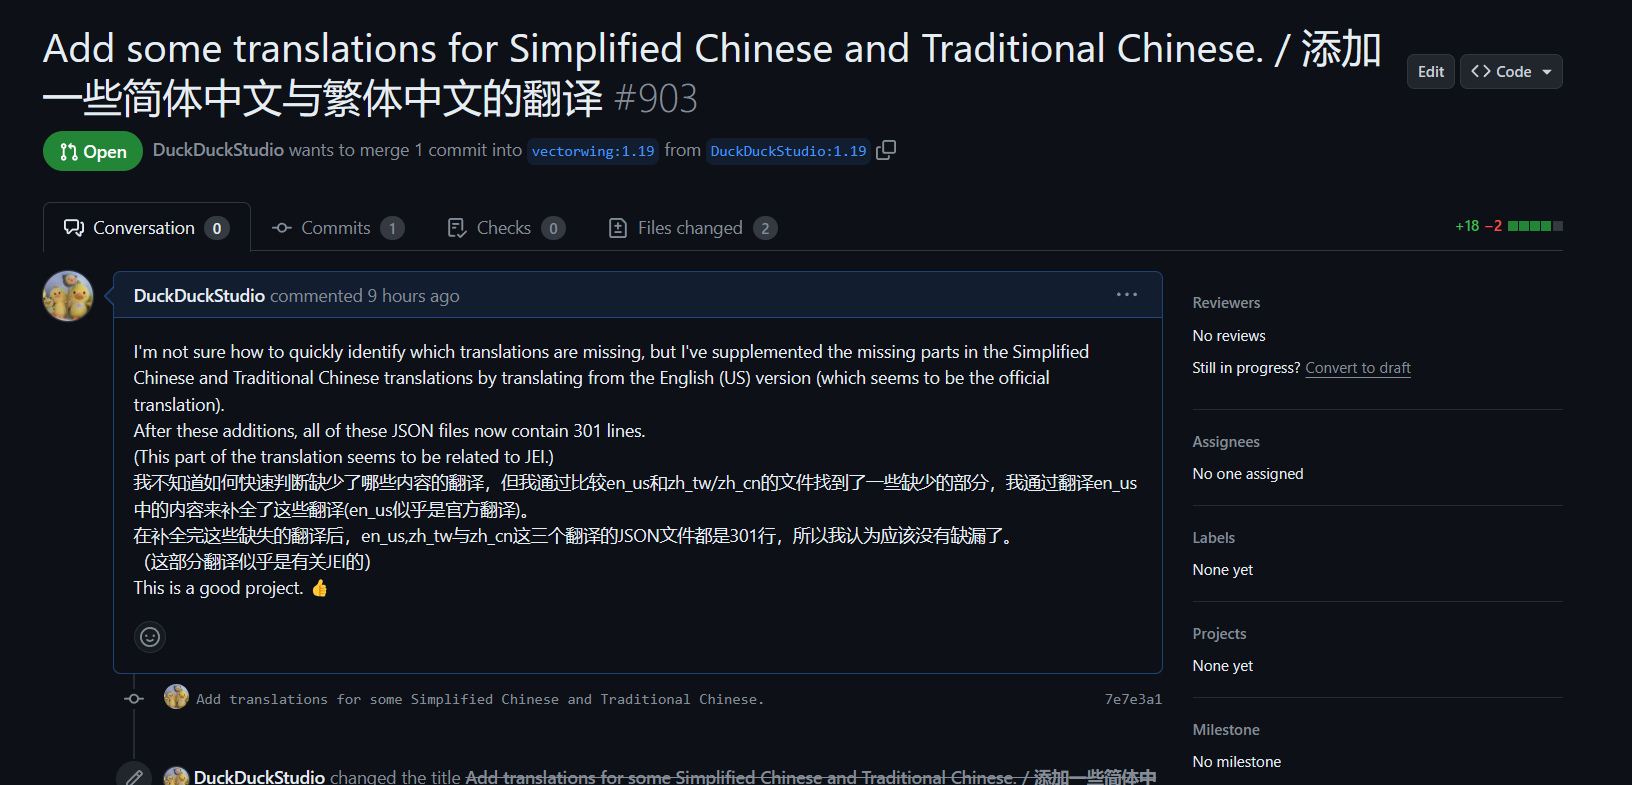 Add some translations for Simplified Chinese and Traditional Chinese. / 添加
一些简体中文与繁体中文的翻译 #903
Edit
Code
Open
DuckDuckStudio wants to merge 1 commit into vectorwing:1.19 from DuckDuckStudio:1.19
Conversation 0
Commits 1
Checks 0
Files changed 2
+18 −2
DuckDuckStudio commented 9 hours ago
I'm not sure how to quickly identify which translations are missing, but I've supplemented the missing parts in the Simplified
Chinese and Traditional Chinese translations by translating from the English (US) version (which seems to be the official
translation).
After these additions, all of these JSON files now contain 301 lines.
(This part of the translation seems to be related to JEI.)
我不知道如何快速判断缺少了哪些内容的翻译，但我通过比较en_us和zh_tw/zh_cn的文件找到了一些缺少的部分，我通过翻译en_us
中的内容来补全了这些翻译(en_us似乎是官方翻译)。
在补全完这些缺失的翻译后，en_us,zh_tw与zh_cn这三个翻译的JSON文件都是301行，所以我认为应该没有缺漏了。
（这部分翻译似乎是有关JEI的)
This is a good project. 👍
Add translations for some Simplified Chinese and Traditional Chinese.
7e7e3a1
DuckDuckStudio changed the title Add translations for some Simplified Chinese and Traditional Chinese. / 添加一些简体中
Reviewers
No reviews
Still in progress? Convert to draft
Assignees
No one assigned
Labels
None yet
Projects
None yet
Milestone
No milestone